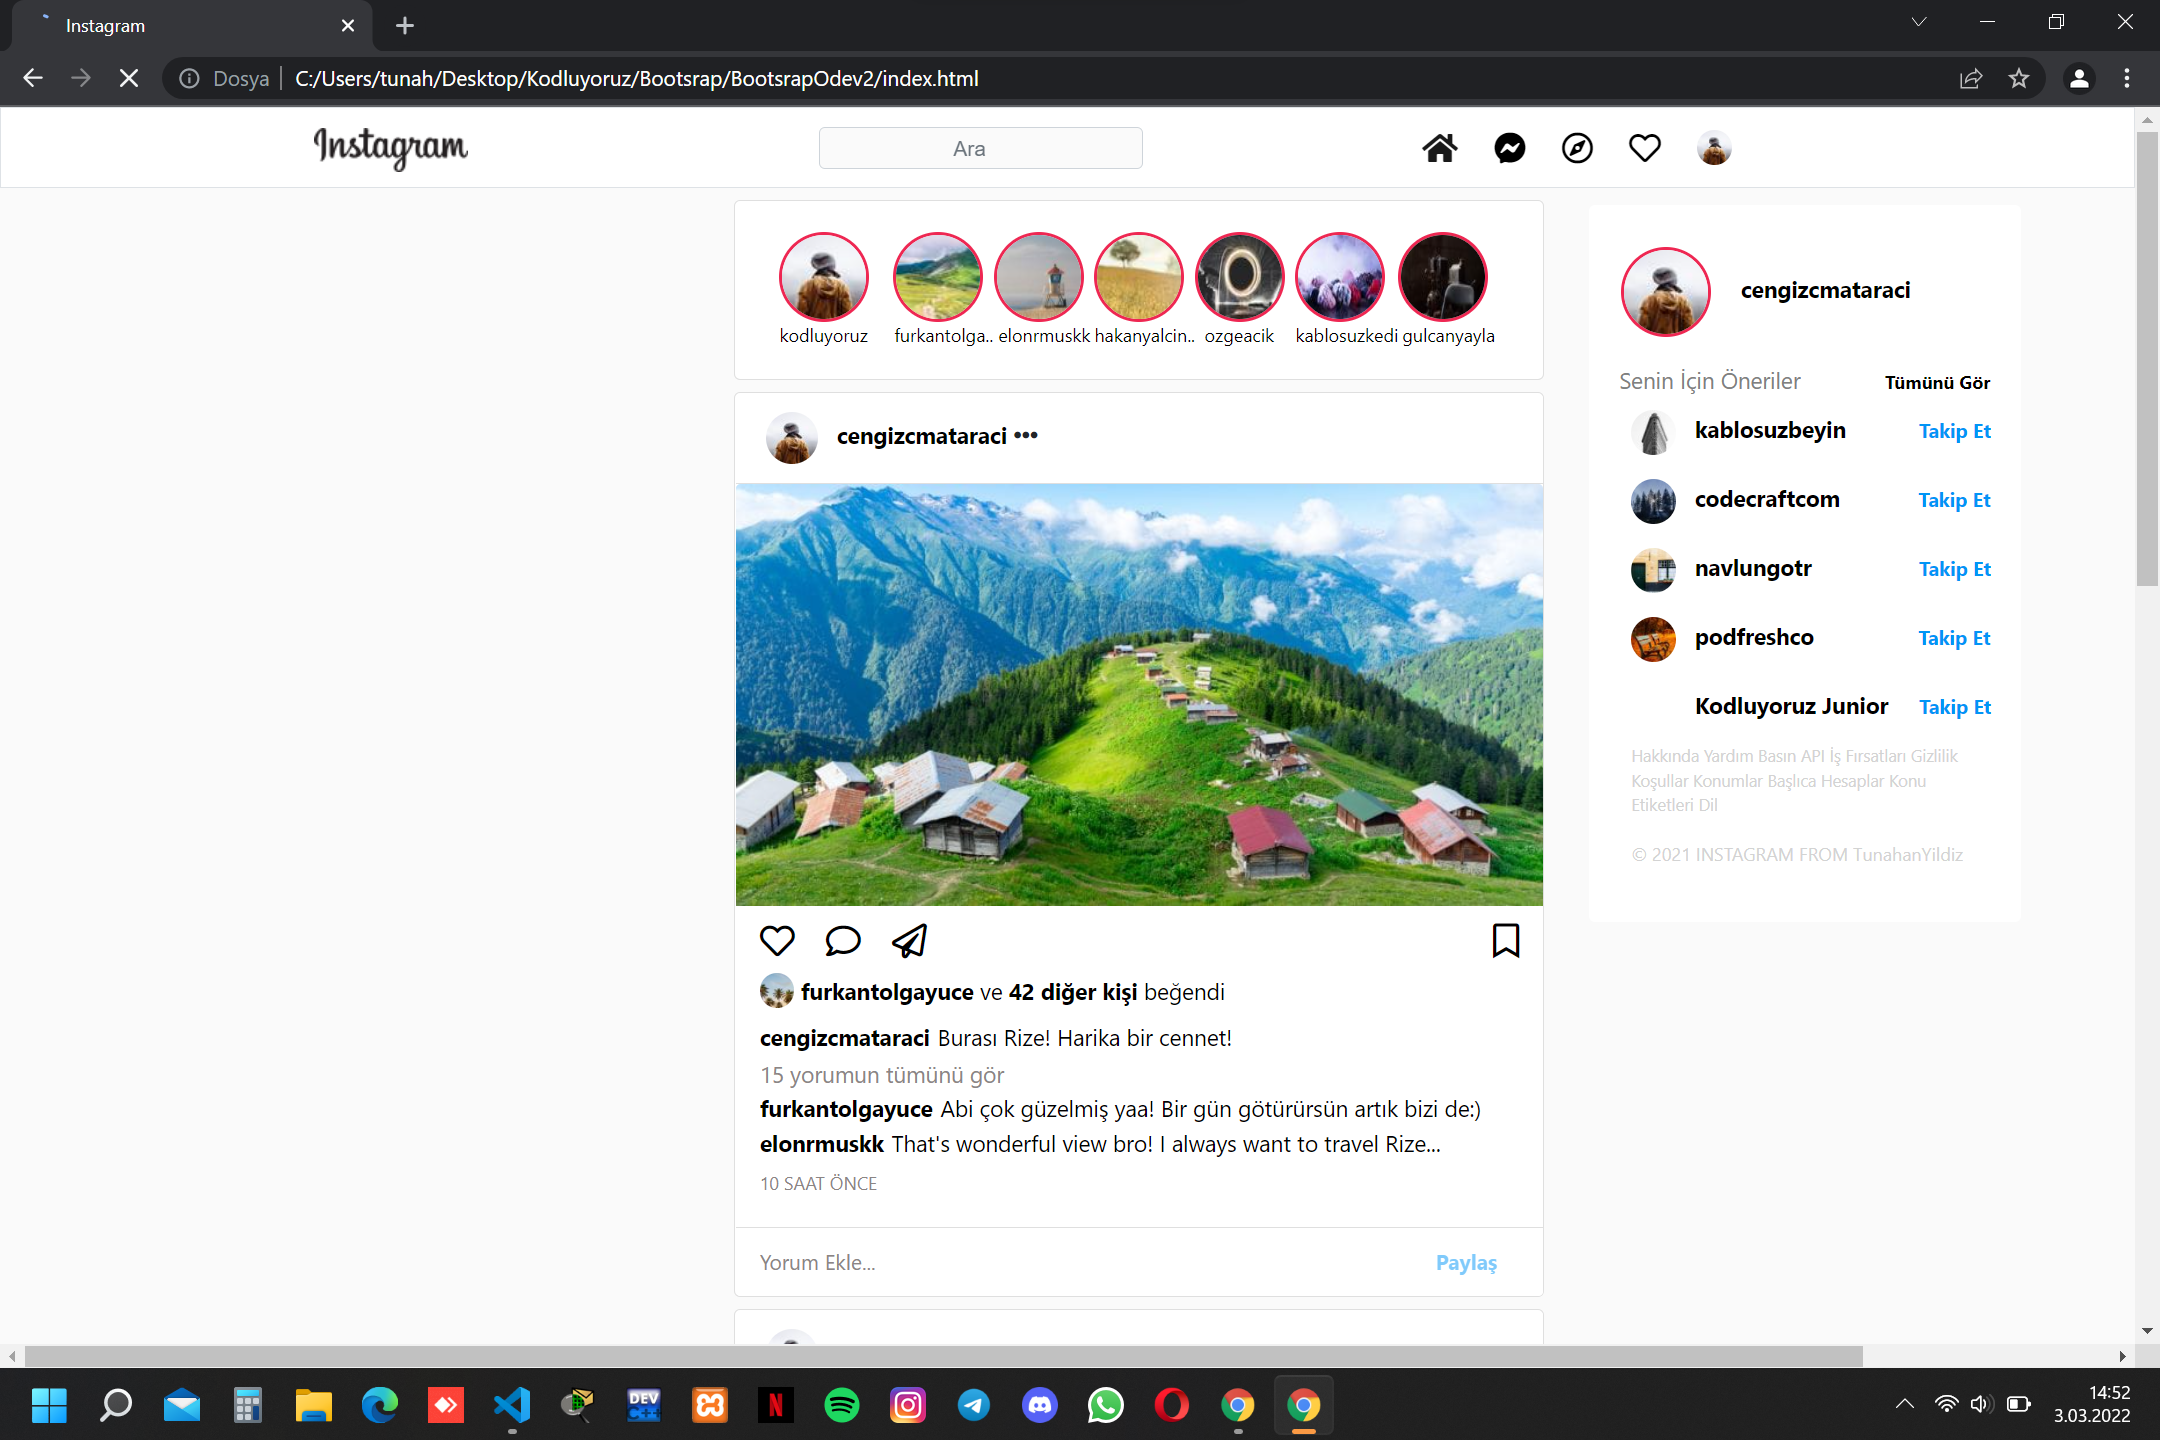 Instagram
Dosya C:/Users/tunah/Desktop/Kodluyoruz/Bootsrap/BootsrapOdev2/index.html
Instagram
Ara
kodluyoruz furkantolga.. elonrmuskk hakanyalcin.. ozgeacik kablosuzkedi gulcanyayla
cengizcmataraci •••
furkantolgayuce ve 42 diğer kişi beğendi
cengizcmataraci Burası Rize! Harika bir cennet!
15 yorumun tümünü gör
furkantolgayuce Abi çok güzelmiş yaa! Bir gün götürürsün artık bizi de:)
elonrmuskk That's wonderful view bro! I always want to travel Rize...
10 SAAT ÖNCE
Yorum Ekle... Paylaş
cengizcmataraci
Senin İçin Öneriler Tümünü Gör
kablosuzbeyin Takip Et
codecraftcom Takip Et
navlungotr Takip Et
podfreshco Takip Et
Kodluyoruz Junior Takip Et
Hakkında Yardım Basın API İş Fırsatları Gizlilik
Koşullar Konumlar Başlıca Hesaplar Konu
Etiketleri Dil
© 2021 INSTAGRAM FROM TunahanYildiz
DEV
C++
N
14:52
3.03.2022